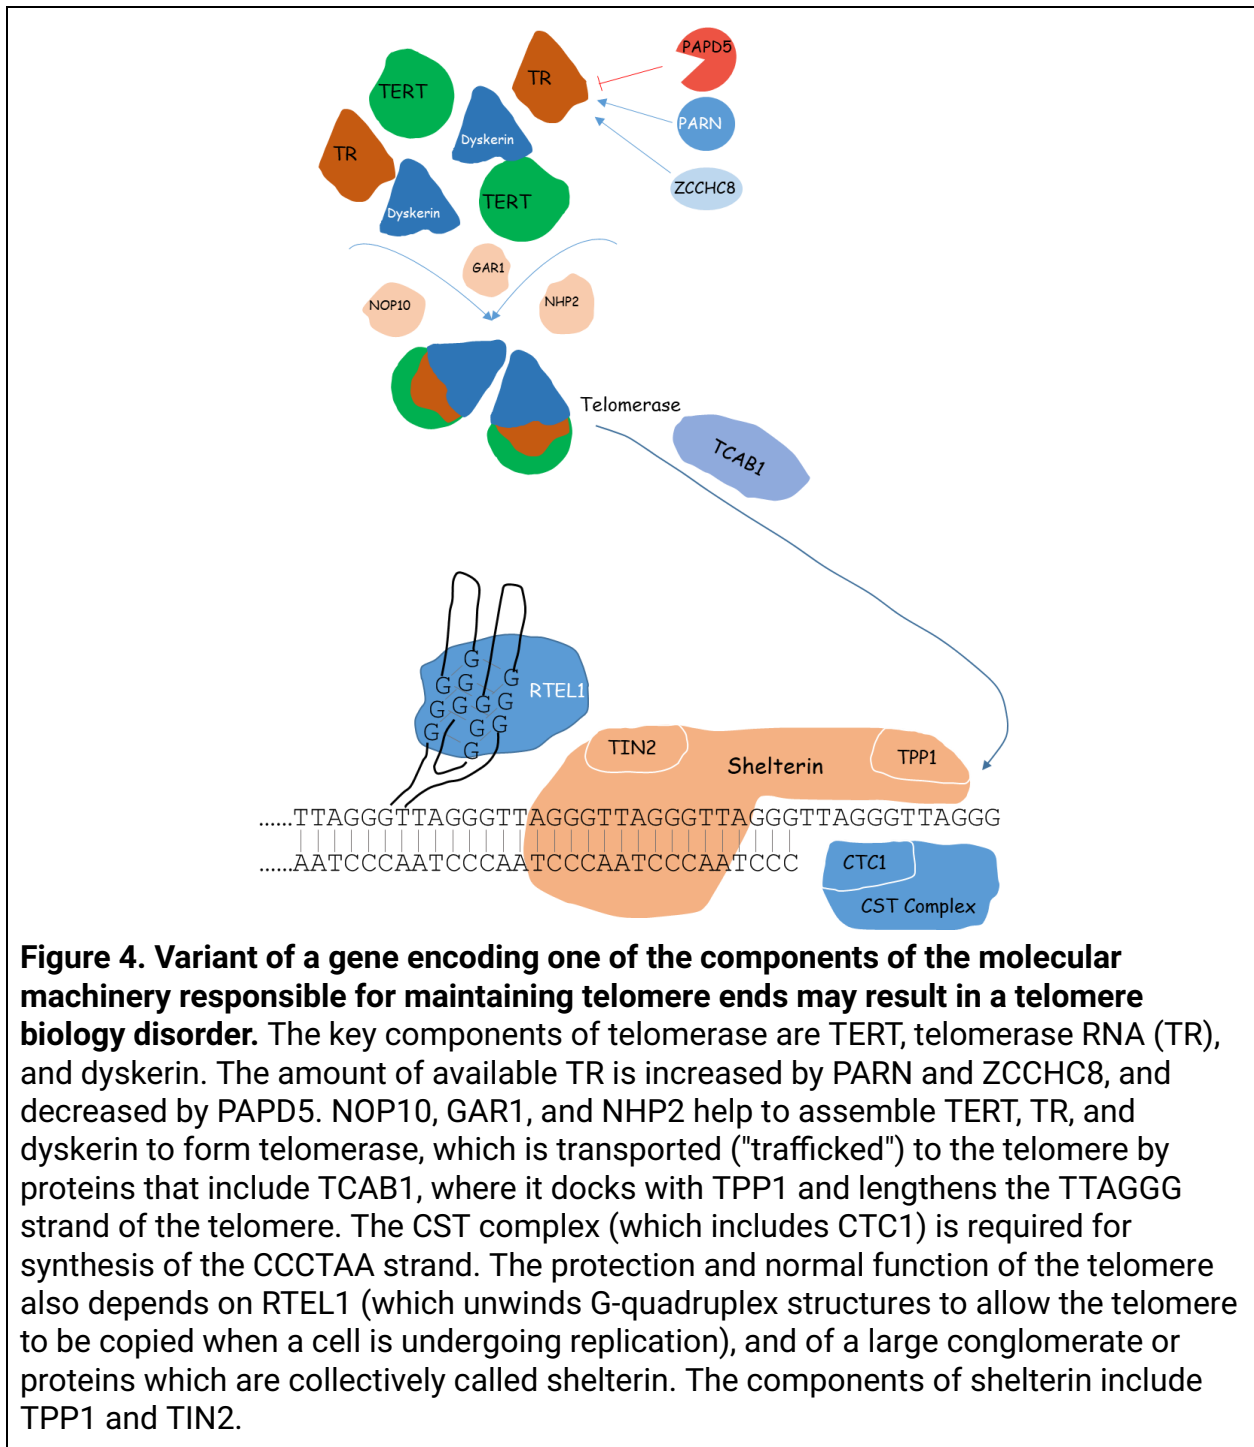 PAPD5
TERT
TR
PARN
Dyskerin
TR
ZCCHC8
TERT
Dyskerin
GAR1
NOP10
NHP2
Telomerase
TCAB1
G
G
G
G
RTEL1
G
G
G
G
G
G
G
G
TIN2
TPP1
Shelterin
......TTAGGGTTAGGGTTAGGGTTAGGGTTAGGGTTAGGGTTAGGG
......AATCCCAATCCCAATCCCAATCCCAATCCC
CTC1
CST Complex
Figure 4. Variant of a gene encoding one of the components of the molecular
machinery responsible for maintaining telomere ends may result in a telomere
biology disorder. The key components of telomerase are TERT, telomerase RNA (TR),
and dyskerin. The amount of available TR is increased by PARN and ZCCHC8, and
decreased by PAPD5. NOP10, GAR1, and NHP2 help to assemble TERT, TR, and
dyskerin to form telomerase, which is transported ("trafficked") to the telomere by
proteins that include TCAB1, where it docks with TPP1 and lengthens the TTAGGG
strand of the telomere. The CST complex (which includes CTC1) is required for
synthesis of the CCCTAA strand. The protection and normal function of the telomere
also depends on RTEL1 (which unwinds G-quadruplex structures to allow the telomere
to be copied when a cell is undergoing replication), and of a large conglomerate or
proteins which are collectively called shelterin. The components of shelterin include
TPP1 and TIN2.